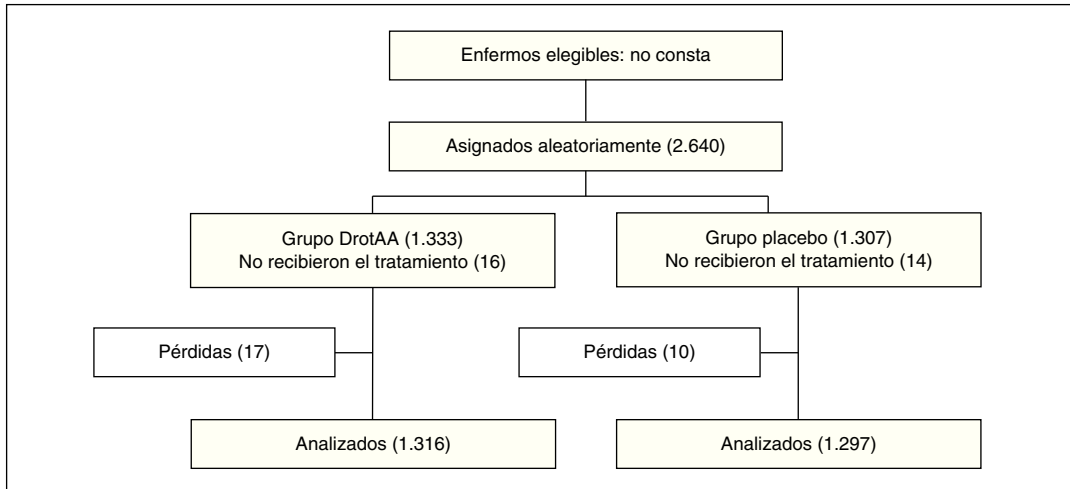 Enfermos elegibles: no consta
Asignados aleatoriamente (2.640)
Grupo DrotAA (1.333)
No recibieron el tratamiento (16)
Grupo placebo (1.307)
No recibieron el tratamiento (14)
Pérdidas (17)
Pérdidas (10)
Analizados (1.316)
Analizados (1.297)